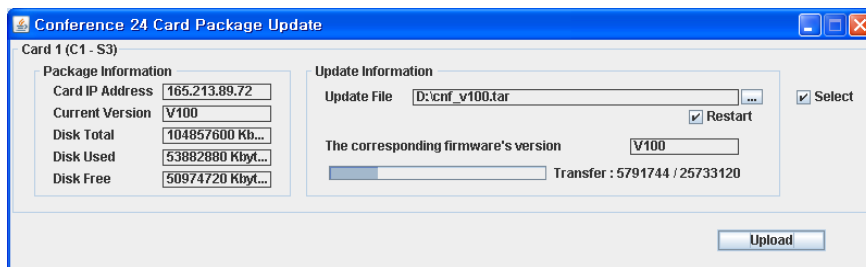 Conference 24 Card Package Update
Card 1 (C1 - S3)
Package Information
Card IP Address 165.213.89.72
Current Version V100
Disk Total 104857600 Kb...
Disk Used 53882880 Kbyt...
Disk Free 50974720 Kbyt...
Update Information
Update File D:\cnf_v100.tar ...
Restart
The corresponding firmware's version V100
Transfer : 5791744 / 25733120
Select
Upload